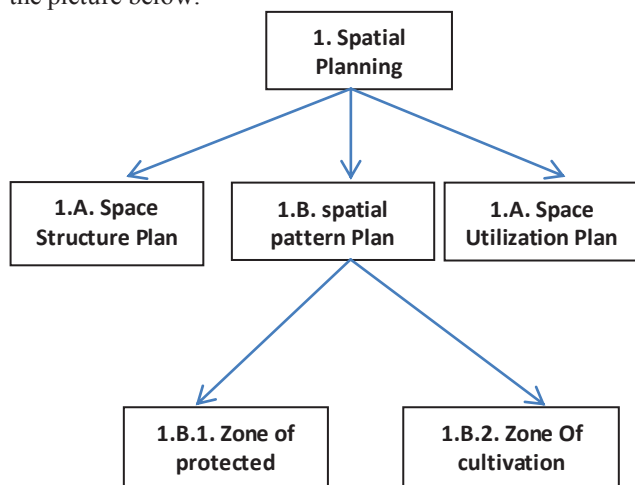 the picture below.
1. Spatial
Planning
1.A. Space
Structure Plan
1.B. spatial
pattern Plan
1.A. Space
Utilization Plan
1.B.1. Zone of
protected
1.B.2. Zone Of
cultivation